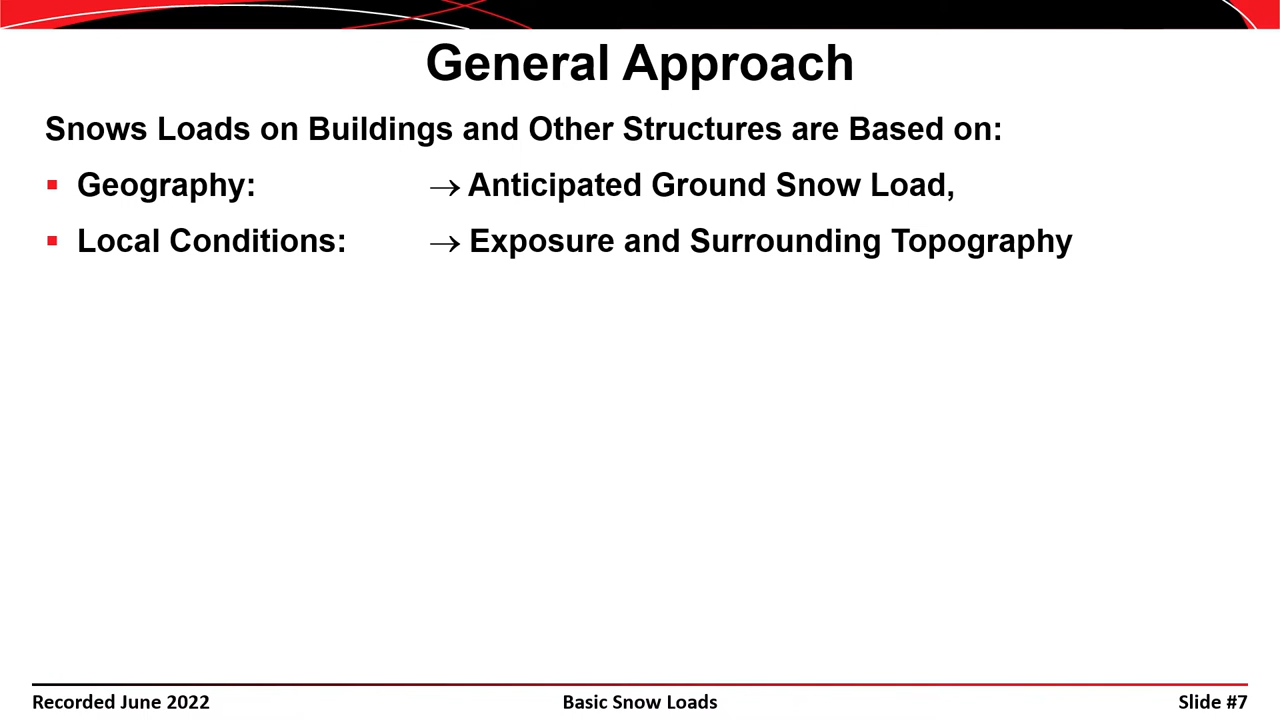 General Approach
Snows Loads on Buildings and Other Structures are Based on:
▪ Geography: → Anticipated Ground Snow Load,
▪ Local Conditions: → Exposure and Surrounding Topography
Recorded June 2022 Basic Snow Loads Slide #7